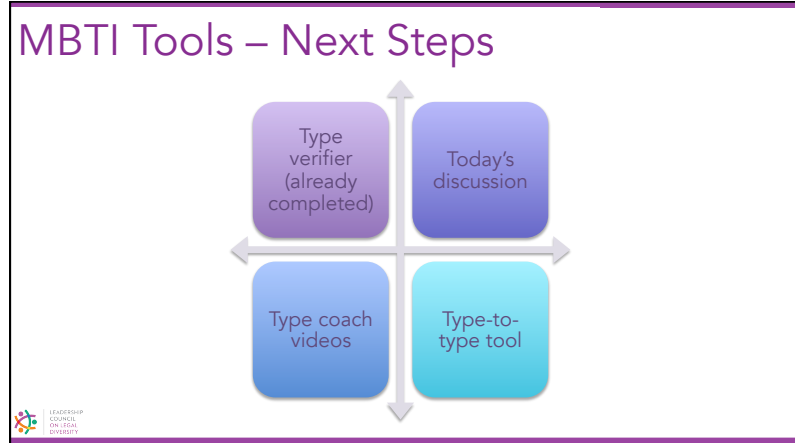 MBTI Tools – Next Steps
Type
verifier
(already
completed)
Today's
discussion
Type coach
videos
Type-to-
type tool
LEADERSHIP
COUNCIL
ON LEGAL
DIVERSITY